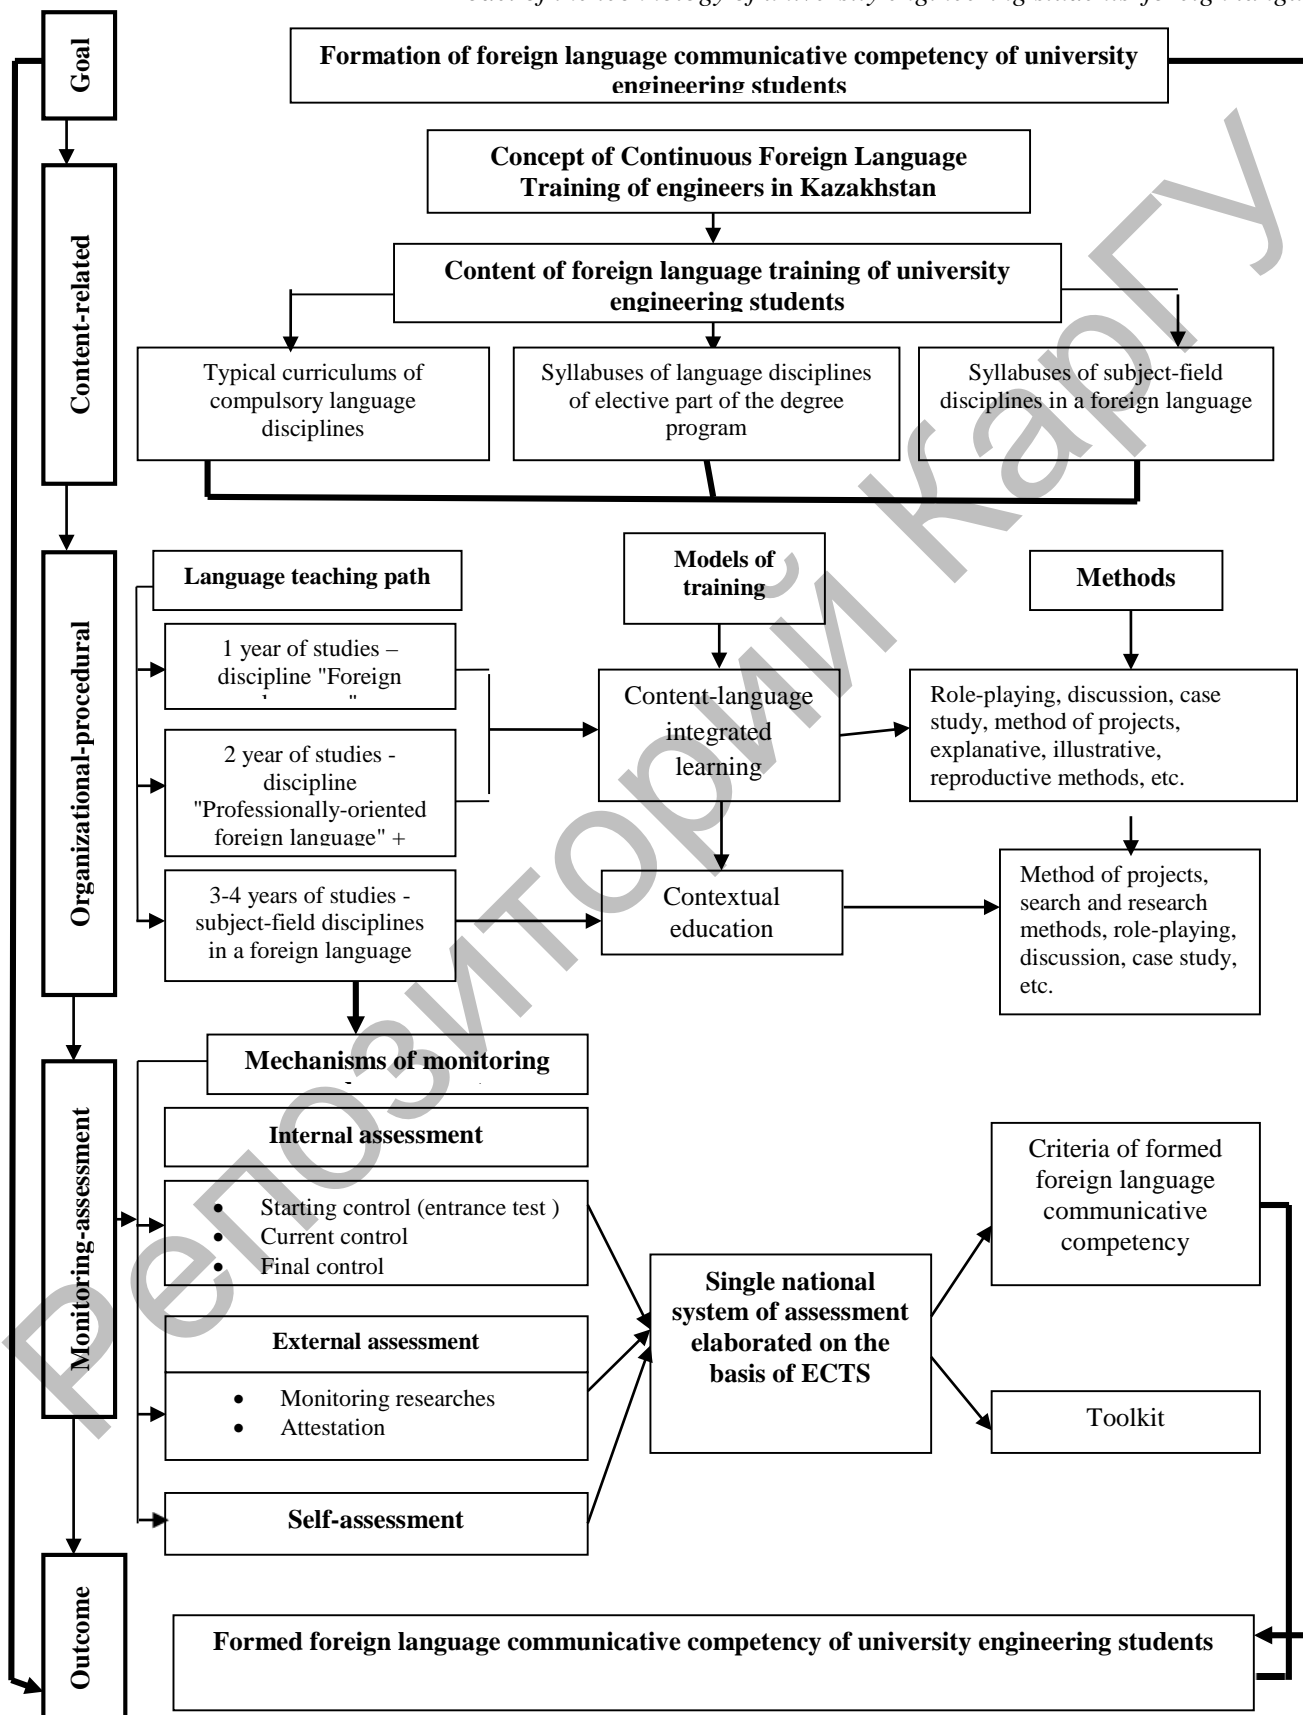 Goal
Formation of foreign language communicative competency of university
engineering students
Concept of Continuous Foreign Language
Training of engineers in Kazakhstan
Content-related
Content of foreign language training of university
engineering students
Typical curriculums of
compulsory language
disciplines
Syllabuses of language disciplines
of elective part of the degree
program
Syllabuses of subject-field
disciplines in a foreign language
Organizational-procedural
Language teaching path
Models of
training
Methods
1 year of studies –
discipline "Foreign
2 year of studies -
discipline
"Professionally-oriented
foreign language" +
3-4 years of studies -
subject-field disciplines
in a foreign language
Content-language
integrated
learning
Contextual
education
Role-playing, discussion, case
study, method of projects,
explanative, illustrative,
reproductive methods, etc.
Method of projects,
search and research
methods, role-playing,
discussion, case study,
etc.
Monitoring-assessment
Mechanisms of monitoring
Internal assessment
• Starting control (entrance test )
• Current control
• Final control
External assessment
• Monitoring researches
• Attestation
Self-assessment
Single national
system of assessment
elaborated on the
basis of ECTS
Criteria of formed
foreign language
communicative
competency
Toolkit
Outcome
Formed foreign language communicative competency of university engineering students
Репозиторий КарГУ